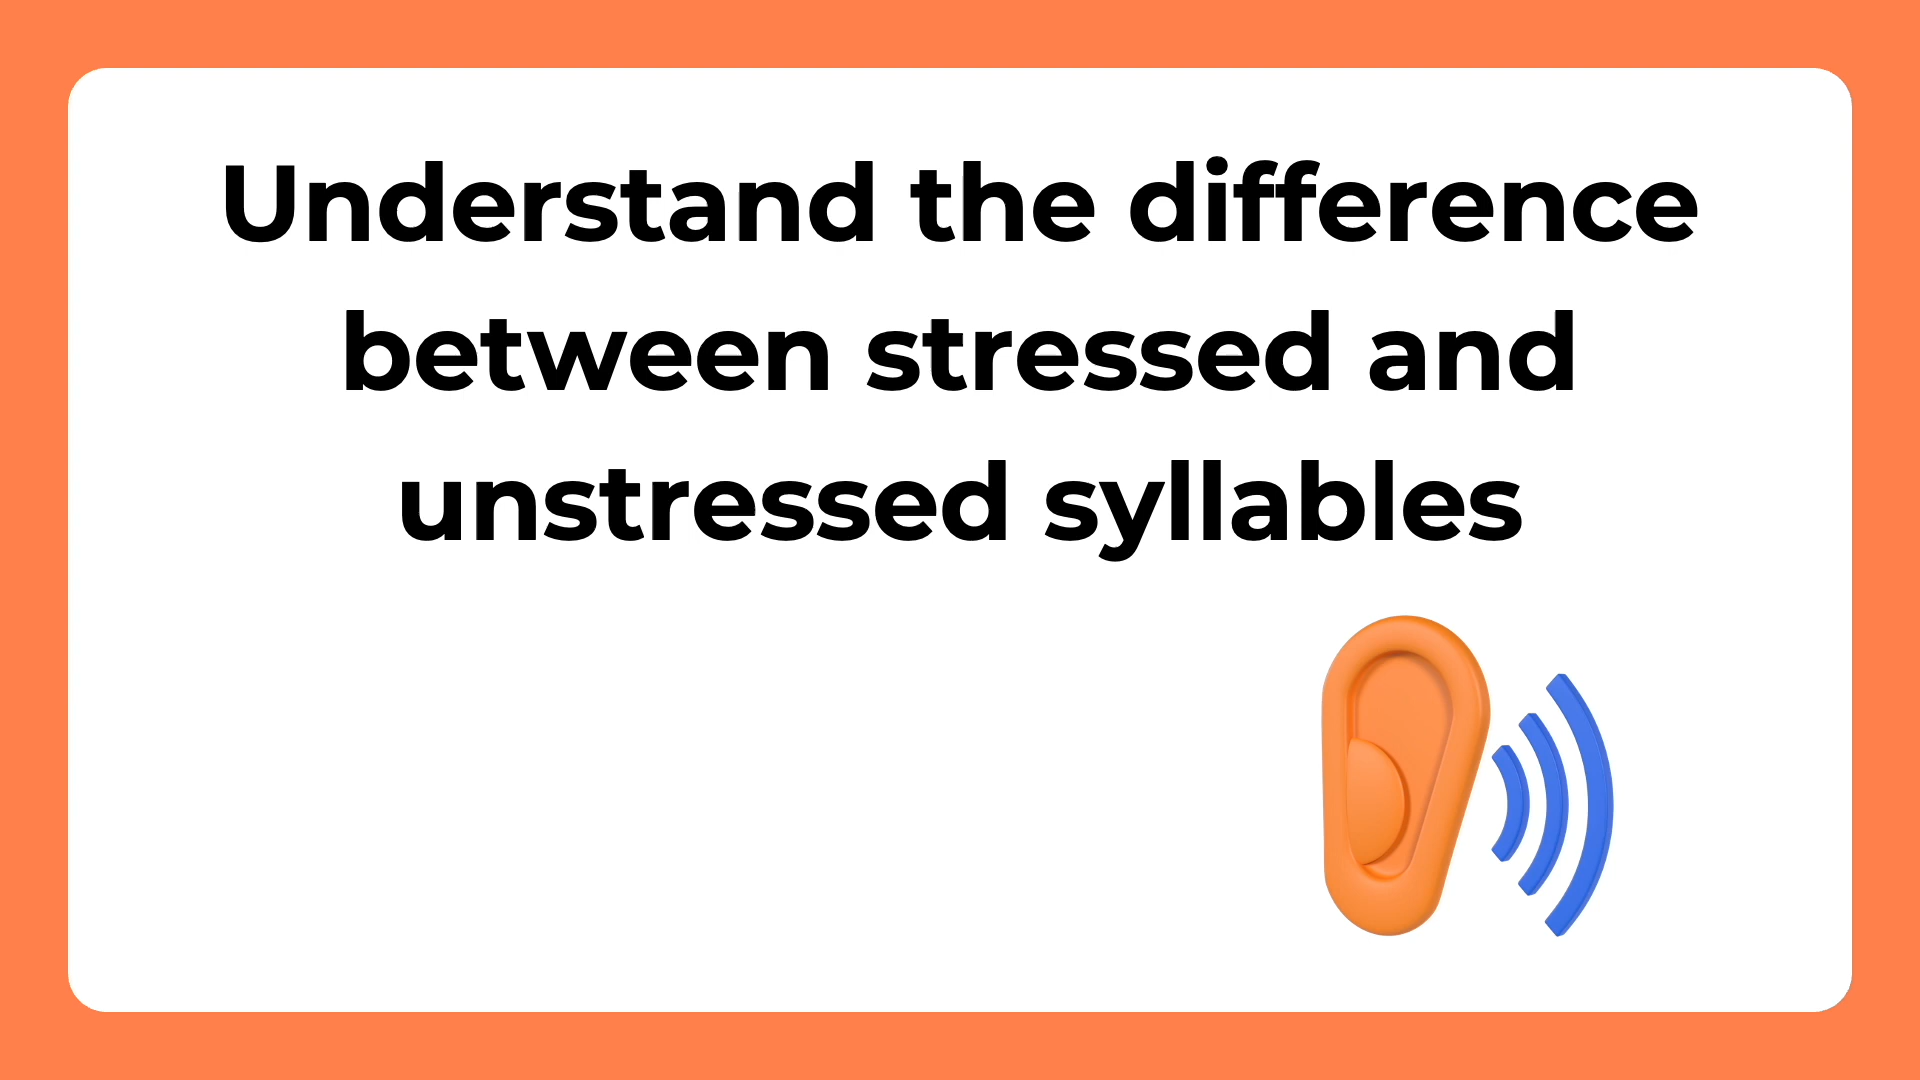 Understand the difference
between stressed and
unstressed syllables